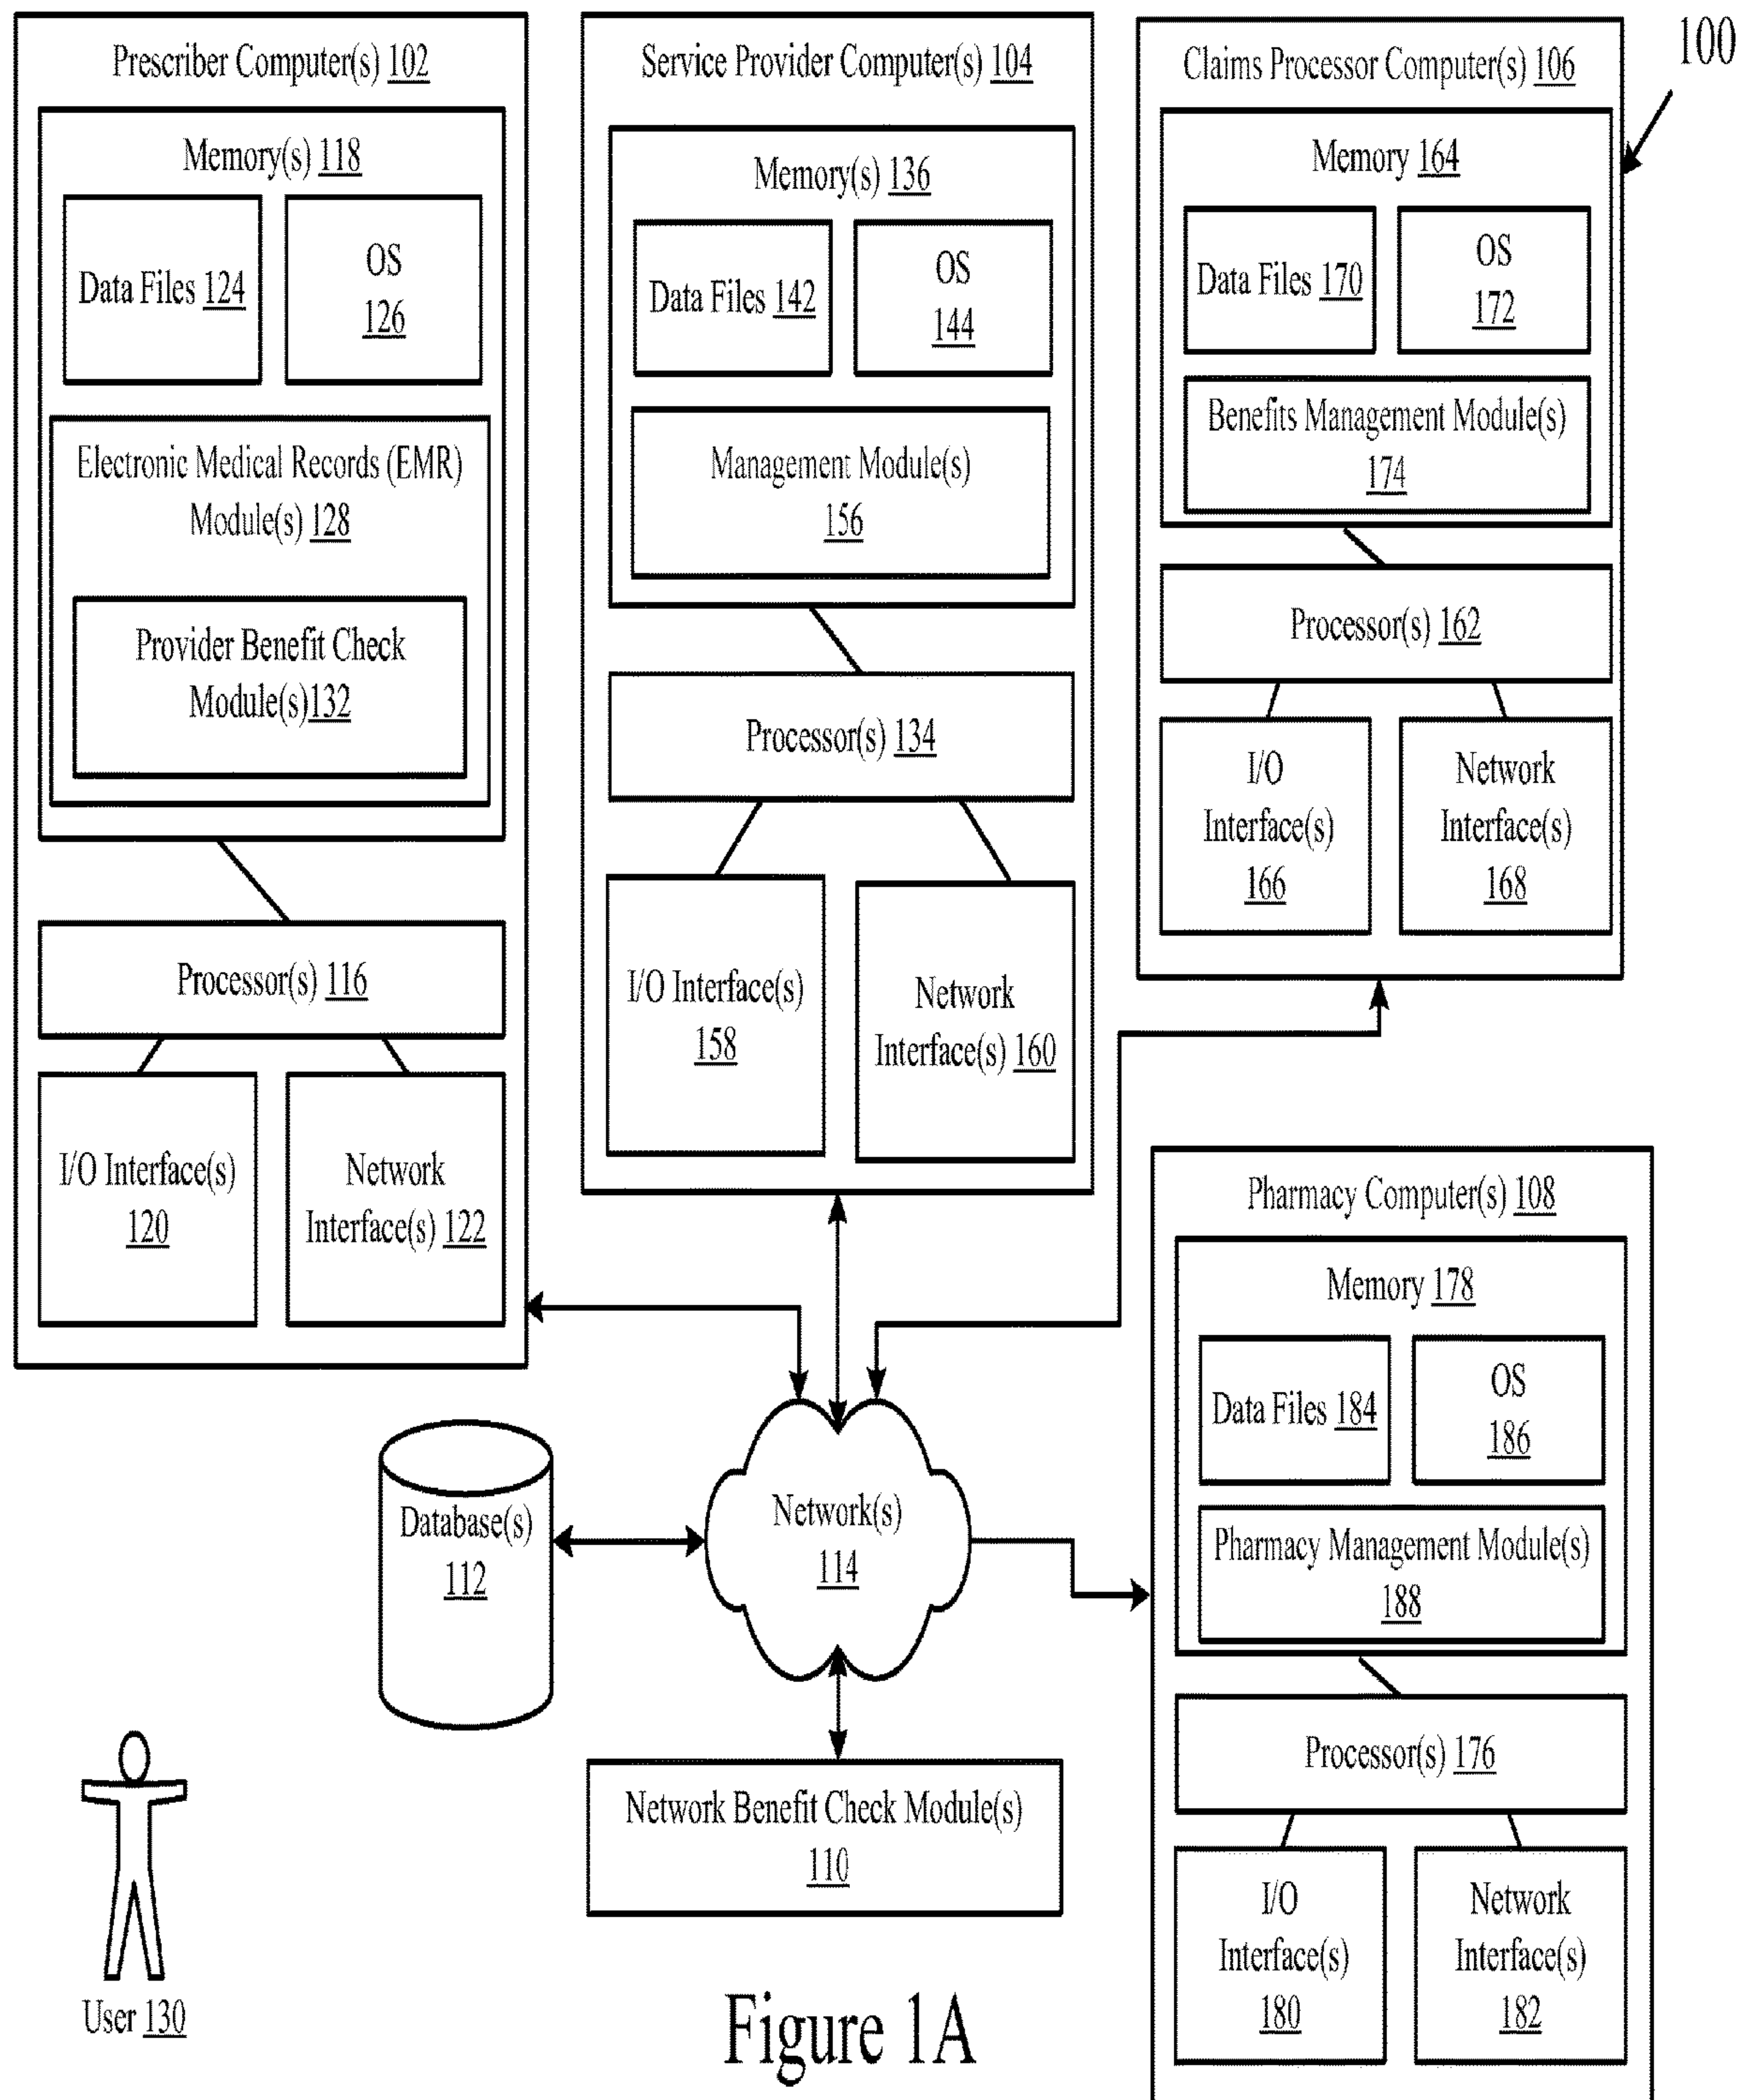 100
Prescriber Computer(s) 102
Memory(s) 118
Data Files 124
OS
126
Electronic Medical Records (EMR)
Module(s) 128
Provider Benefit Check
Module(s)132
Processor(s) 116
I/O Interface(s)
120
Network
Interface(s) 122
Service Provider Computer(s) 104
Memory(s) 136
Data Files 142
OS
144
Management Module(s)
156
Processor(s) 134
I/O Interface(s)
158
Network
Interface(s) 160
Claims Processor Computer(s) 106
Memory 164
Data Files 170
OS
172
Benefits Management Module(s)
174
Processor(s) 162
I/O
Interface(s)
166
Network
Interface(s)
168
Pharmacy Computer(s) 108
Memory 178
Data Files 184
OS
186
Pharmacy Management Module(s)
188
Processor(s) 176
I/O
Interface(s)
180
Network
Interface(s)
182
Database(s)
112
Network(s)
114
Network Benefit Check Module(s)
110
User 130
Figure 1A